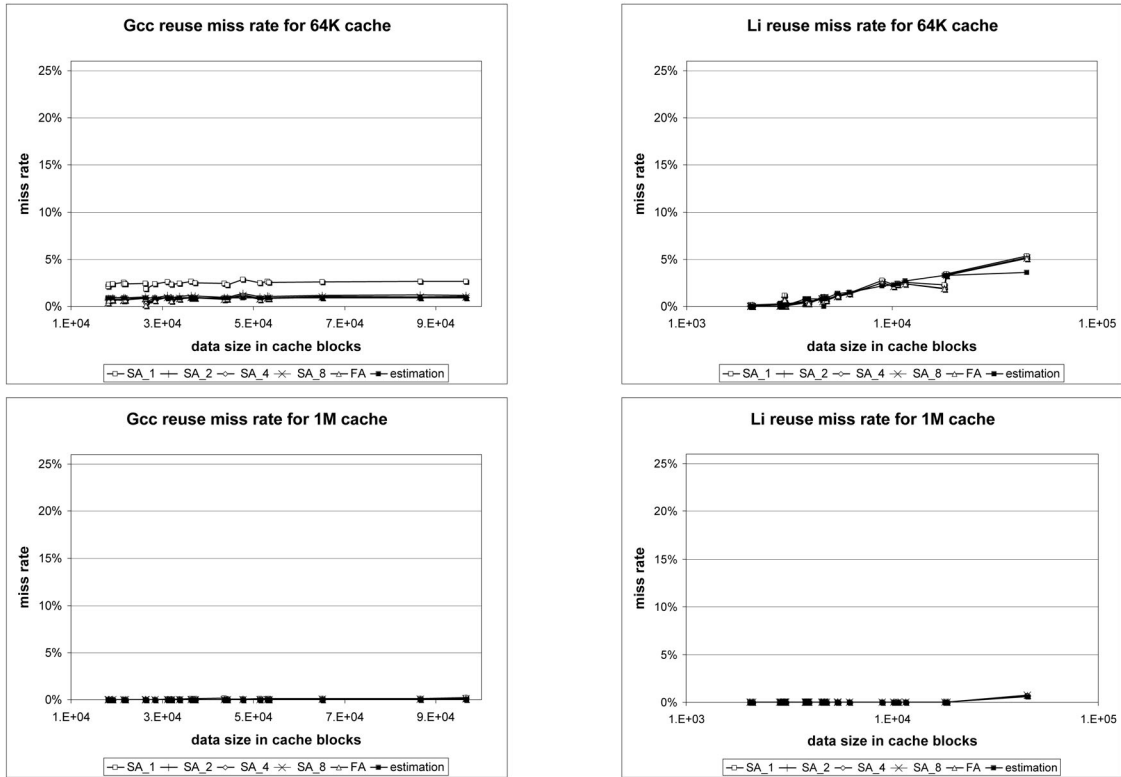 Gcc reuse miss rate for 64K cache
25%
20%
15%
10%
5%
0%
miss rate
1.E+04 3.E+04 5.E+04 7.E+04 9.E+04
data size in cache blocks
SA_1 SA_2 SA_4 SA_8 FA estimation
Li reuse miss rate for 64K cache
25%
20%
15%
10%
5%
0%
miss rate
1.E+03 1.E+04 1.E+05
data size in cache blocks
SA_1 SA_2 SA_4 SA_8 FA estimation
Gcc reuse miss rate for 1M cache
25%
20%
15%
10%
5%
0%
miss rate
1.E+04 3.E+04 5.E+04 7.E+04 9.E+04
data size in cache blocks
SA_1 SA_2 SA_4 SA_8 FA estimation
Li reuse miss rate for 1M cache
25%
20%
15%
10%
5%
0%
miss rate
1.E+03 1.E+04 1.E+05
data size in cache blocks
SA_1 SA_2 SA_4 SA_8 FA estimation